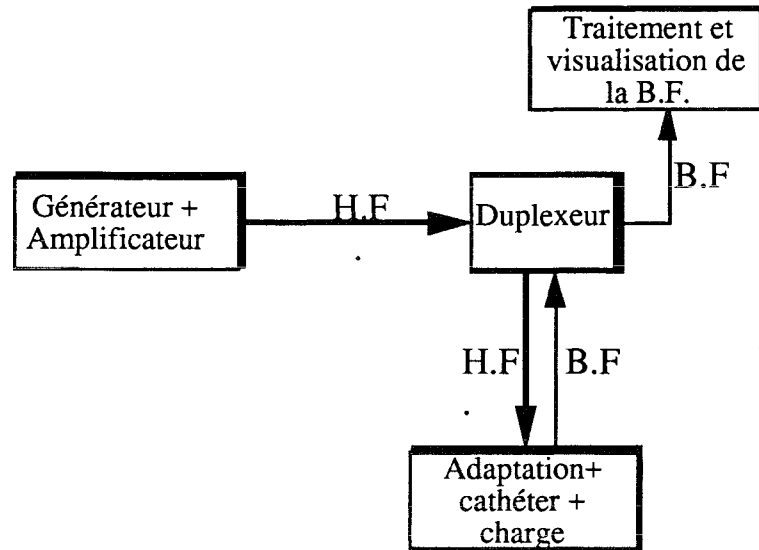 Traitement et
visualisation de
la B.F.
Générateur +
Amplificateur
H.F
Duplexeur
B.F
H.F
B.F
Adaptation+
cathéter +
charge